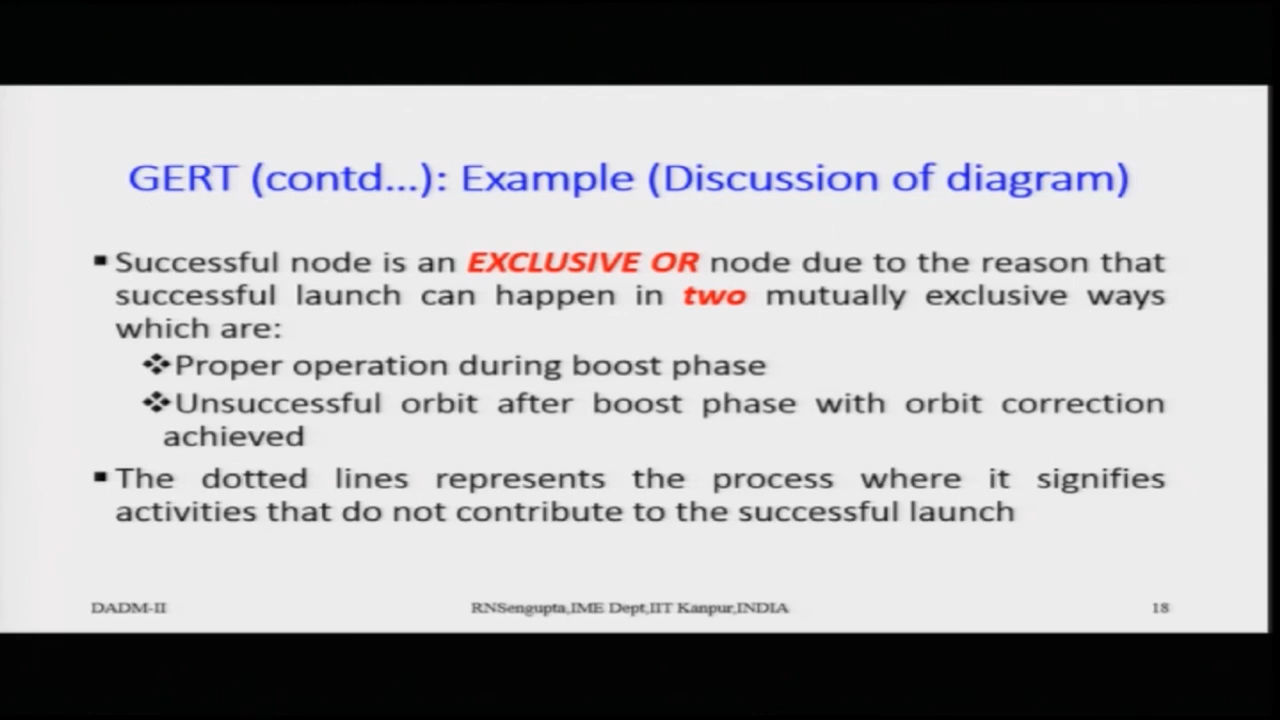 GERT (contd...): Example (Discussion of diagram)
▪ Successful node is an EXCLUSIVE OR node due to the reason that
successful launch can happen in two mutually exclusive ways
which are:
❖Proper operation during boost phase
❖Unsuccessful orbit after boost phase with orbit correction
achieved
▪ The dotted lines represents the process where it signifies
activities that do not contribute to the successful launch
DADM-II RNSengupta,IME Dept,IIT Kanpur,INDIA 18